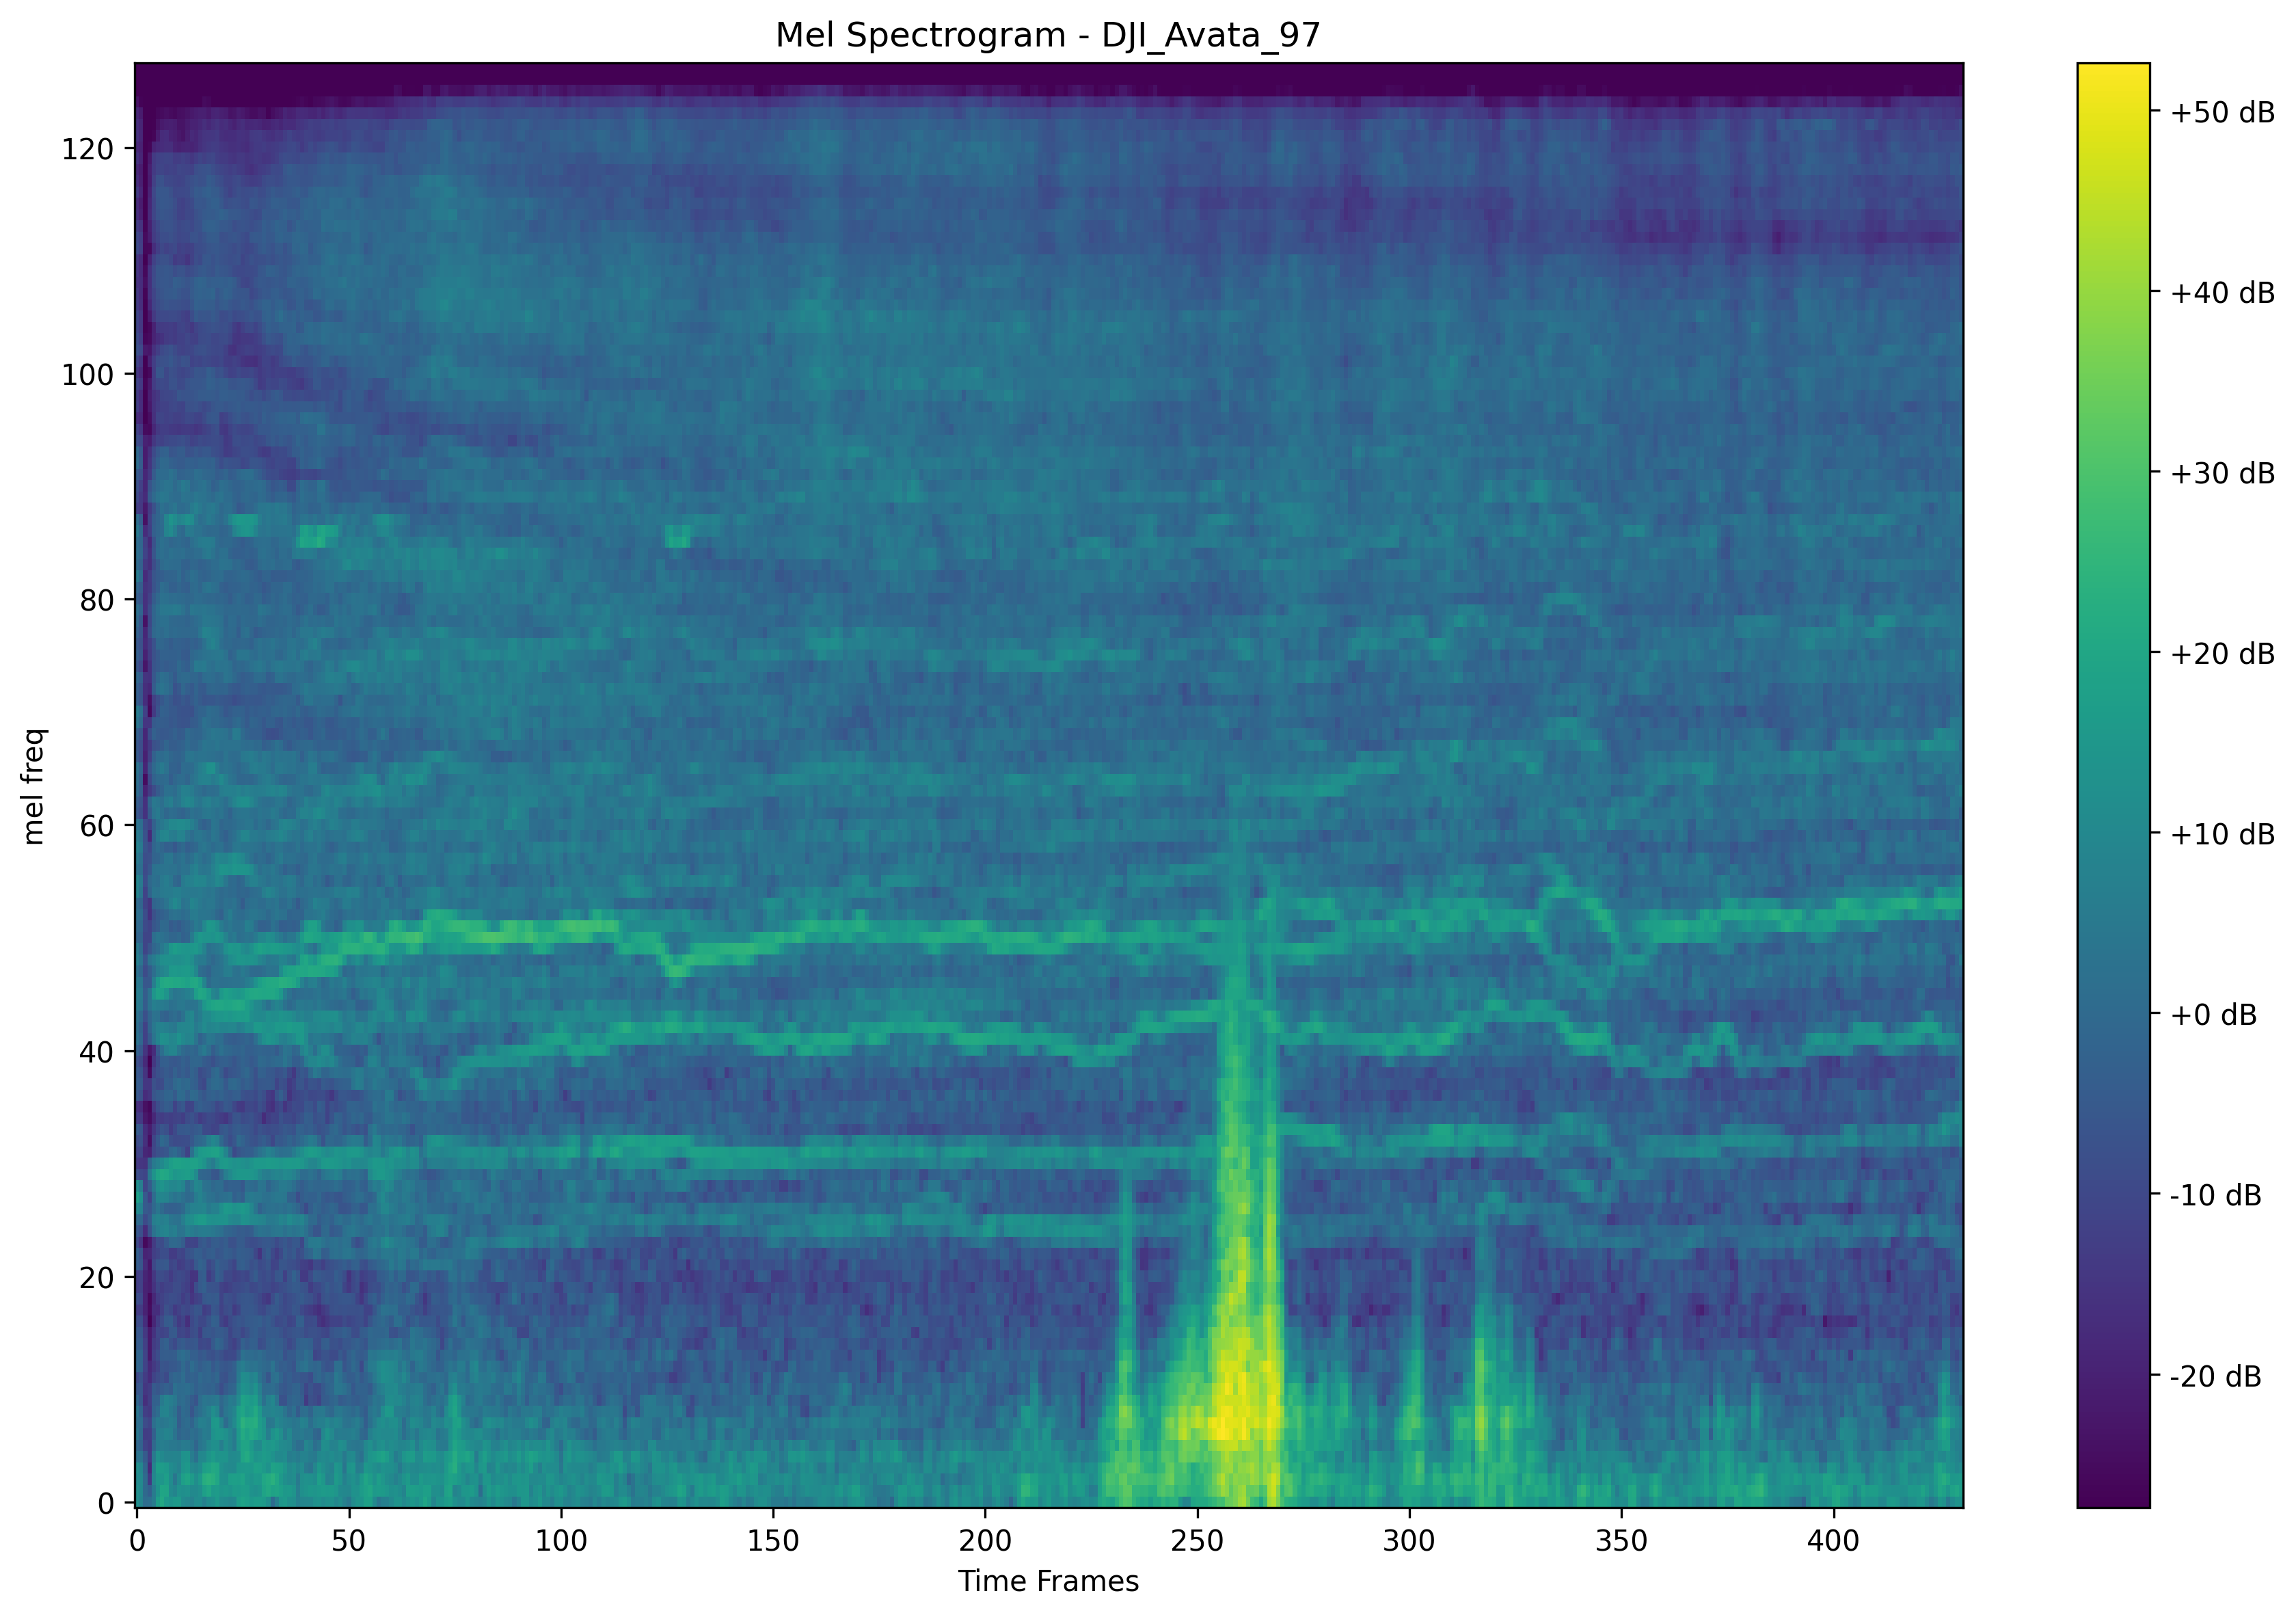 Mel Spectrogram - DJI_Avata_97
mel freq
120
100
80
60
40
20
0
0 50 100 150 200 250 300 350 400
Time Frames
+50 dB
+40 dB
+30 dB
+20 dB
+10 dB
+0 dB
-10 dB
-20 dB